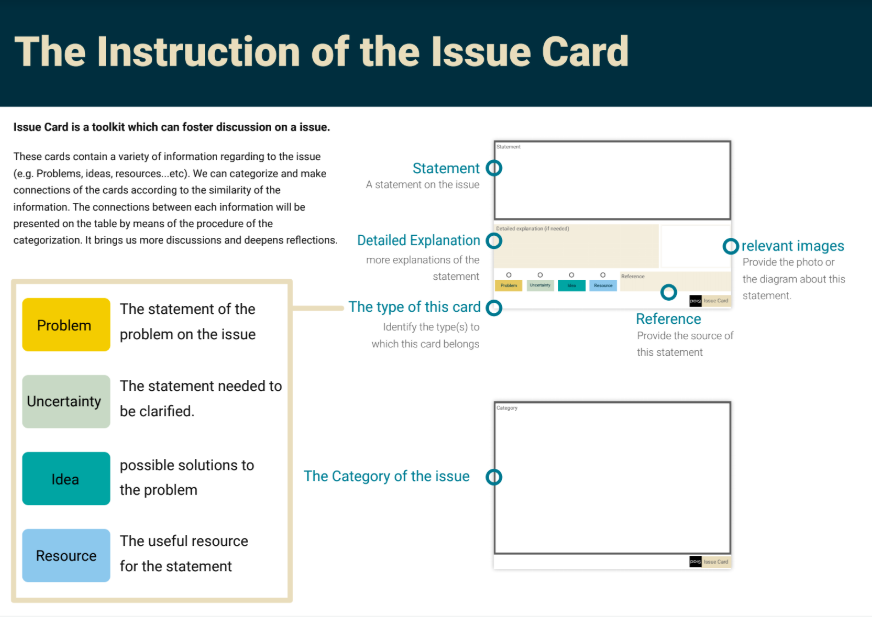 The Instruction of the Issue Card
Issue Card is a toolkit which can foster discussion on a issue.
These cards contain a variety of information regarding to the issue
(e.g. Problems, ideas, resources...etc). We can categorize and make
connections of the cards according to the similarity of the
information. The connections between each information will be
presented on the table by means of the procedure of the
categorization. It brings us more discussions and deepens reflections.
Problem
The statement of the
problem on the issue
Uncertainty
The statement needed to
be clarified.
Idea
possible solutions to
the problem
Resource
The useful resource
for the statement
Statement
A statement on the issue
Detailed Explanation
more explanations of the
statement
The type of this card
Identify the type(s) to
which this card belongs
Statement
Detailed explanation (if needed)
Problem
Uncertainty
Idea
Resource
Reference
Issue Card
relevant images
Provide the photo or
the diagram about this
statement.
Reference
Provide the source of
this statement
The Category of the issue
Category
Issue Card